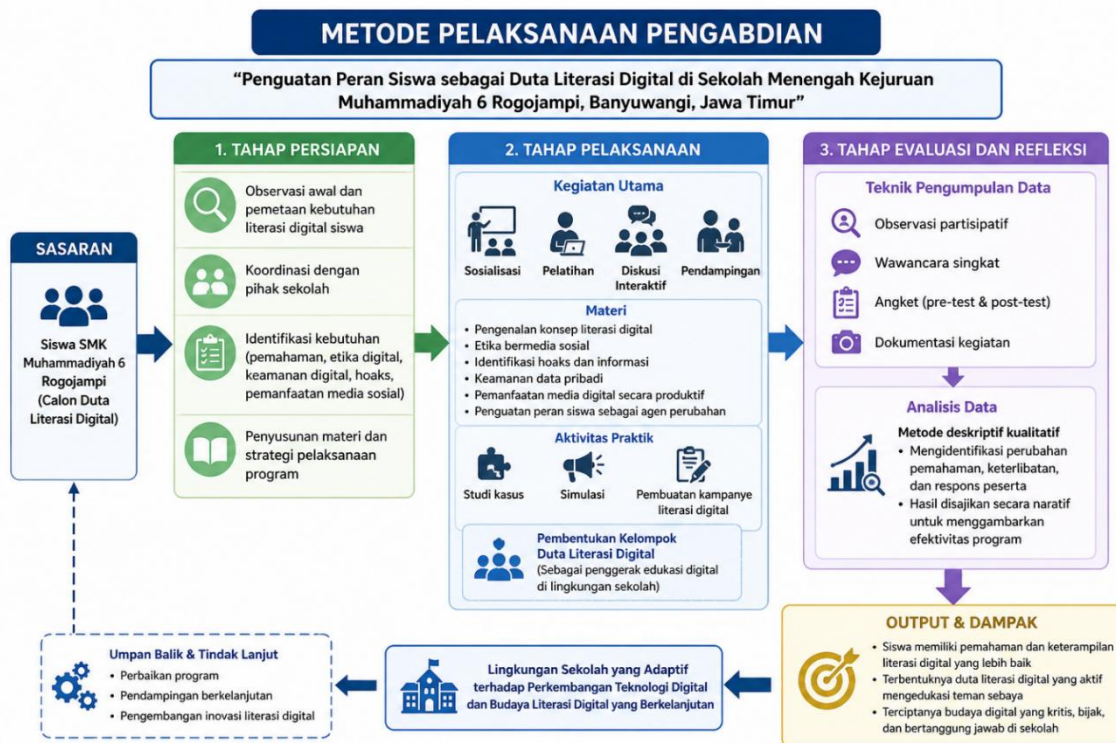 METODE PELAKSANAAN PENGABDIAN
“Penguatan Peran Siswa sebagai Duta Literasi Digital di Sekolah Menengah Kejuruan
Muhammadiyah 6 Rogojampi, Banyuwangi, Jawa Timur”
SASARAN
Siswa SMK
Muhammadiyah 6
Rogojampi
(Calon Duta
Literasi Digital)
1. TAHAP PERSIAPAN
Observasi awal dan
pemetaan kebutuhan
literasi digital siswa
Koordinasi dengan
pihak sekolah
Identifikasi kebutuhan
(pemahaman, etika digital,
keamanan digital, hoaks,
pemanfaatan media sosial)
Penyusunan materi dan
strategi pelaksanaan
program
2. TAHAP PELAKSANAAN
Kegiatan Utama
Sosialisasi
Pelatihan
Diskusi
Interaktif
Pendampingan
Materi
• Pengenalan konsep literasi digital
• Etika bermedia sosial
• Identifikasi hoaks dan informasi
• Keamanan data pribadi
• Pemanfaatan media digital secara produktif
• Penguatan peran siswa sebagai agen perubahan
Aktivitas Praktik
Studi kasus
Simulasi
Pembuatan kampanye
literasi digital
Pembentukan Kelompok
Duta Literasi Digital
(Sebagai penggerak edukasi digital
di lingkungan sekolah)
3. TAHAP EVALUASI DAN REFLEKSI
Teknik Pengumpulan Data
Observasi partisipatif
Wawancara singkat
Angket (pre-test & post-test)
Dokumentasi kegiatan
Analisis Data
Metode deskriptif kualitatif
• Mengidentifikasi perubahan
pemahaman, keterlibatan,
dan respons peserta
• Hasil disajikan secara naratif
untuk menggambarkan
efektivitas program
OUTPUT & DAMPAK
• Siswa memiliki pemahaman dan keterampilan
literasi digital yang lebih baik
• Terbentuknya duta literasi digital yang aktif
mengedukasi teman sebaya
• Terciptanya budaya digital yang kritis, bijak,
dan bertanggung jawab di sekolah
Lingkungan Sekolah yang Adaptif
terhadap Perkembangan Teknologi Digital
dan Budaya Literasi Digital yang Berkelanjutan
Umpan Balik & Tindak Lanjut
• Perbaikan program
• Pendampingan berkelanjutan
• Pengembangan inovasi literasi digital